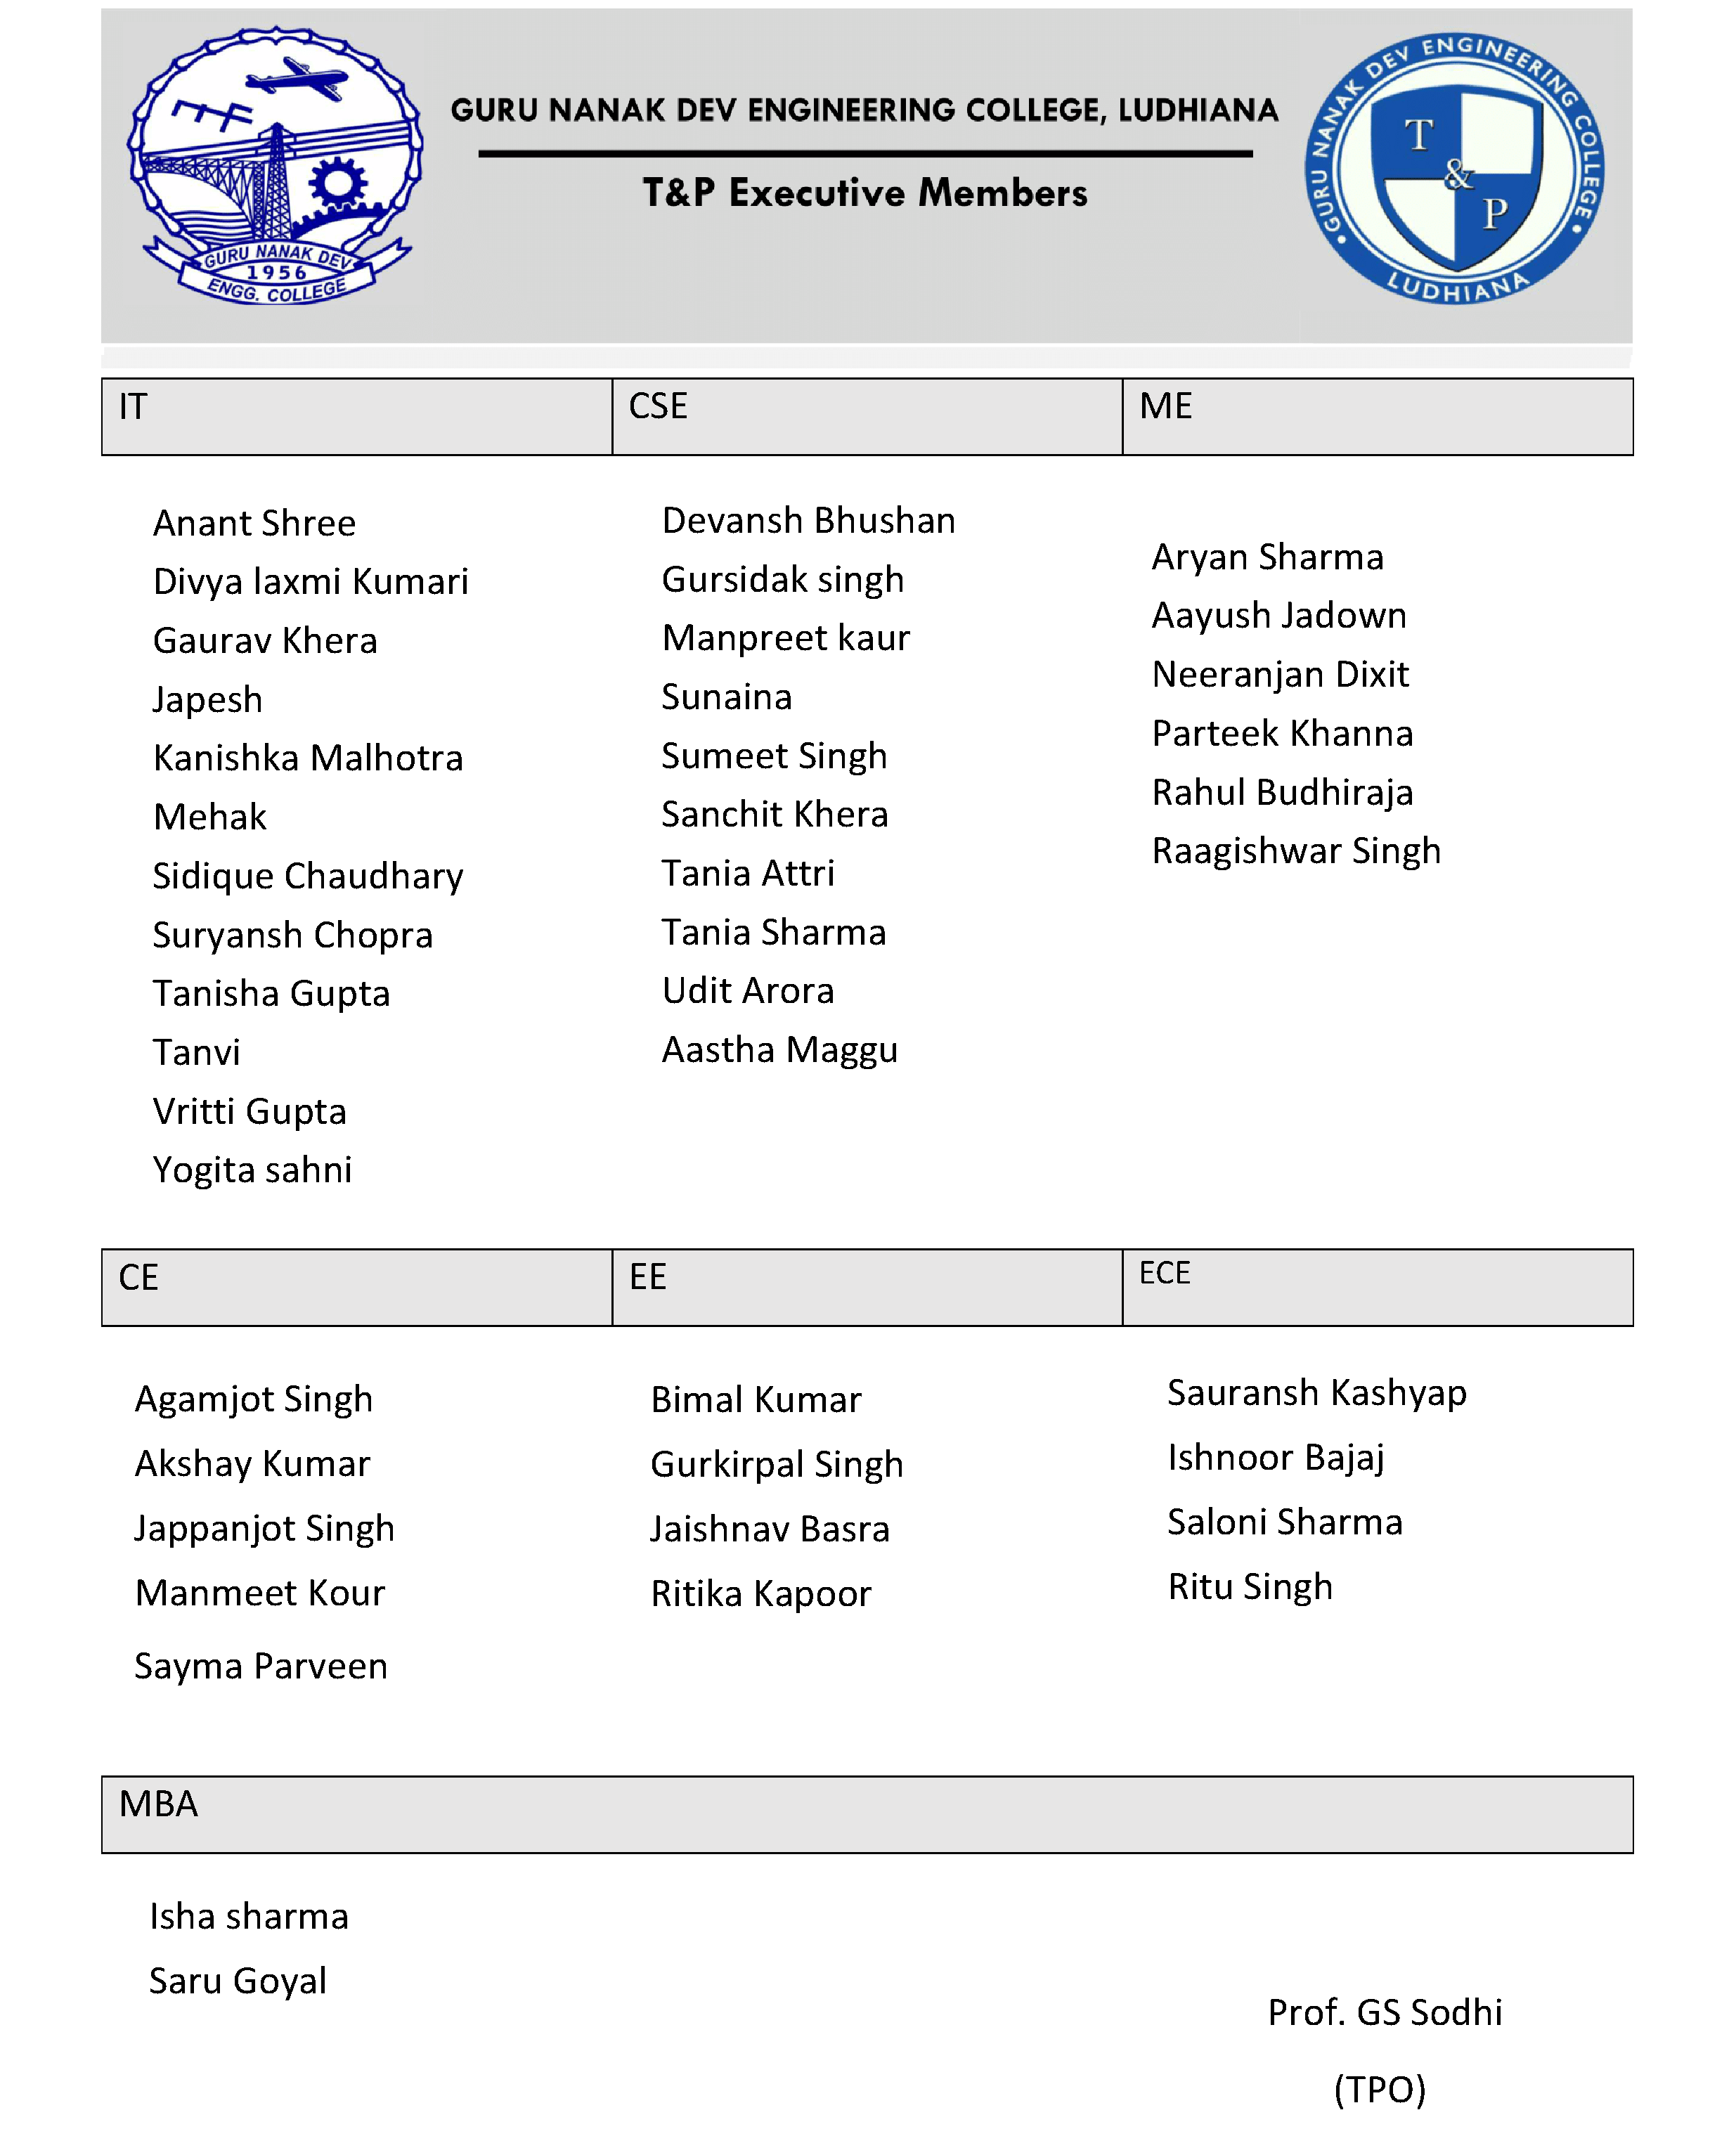 GURU NANAK DEV ENGINEERING COLLEGE, LUDHIANA
T&P Executive Members
GURU NANAK DEV
1956
ENGG. COLLEGE
• GURU NANAK DEV ENGINEERING COLLEGE •
LUDHIANA
T
&
P
IT
Anant Shree
Divya laxmi Kumari
Gaurav Khera
Japesh
Kanishka Malhotra
Mehak
Sidique Chaudhary
Suryansh Chopra
Tanisha Gupta
Tanvi
Vritti Gupta
Yogita sahni
CSE
Devansh Bhushan
Gursidak singh
Manpreet kaur
Sunaina
Sumeet Singh
Sanchit Khera
Tania Attri
Tania Sharma
Udit Arora
Aastha Maggu
ME
Aryan Sharma
Aayush Jadown
Neeranjan Dixit
Parteek Khanna
Rahul Budhiraja
Raagishwar Singh
CE
Agamjot Singh
Akshay Kumar
Jappanjot Singh
Manmeet Kour
Sayma Parveen
EE
Bimal Kumar
Gurkirpal Singh
Jaishnav Basra
Ritika Kapoor
ECE
Sauransh Kashyap
Ishnoor Bajaj
Saloni Sharma
Ritu Singh
MBA
Isha sharma
Saru Goyal
Prof. GS Sodhi
(TPO)